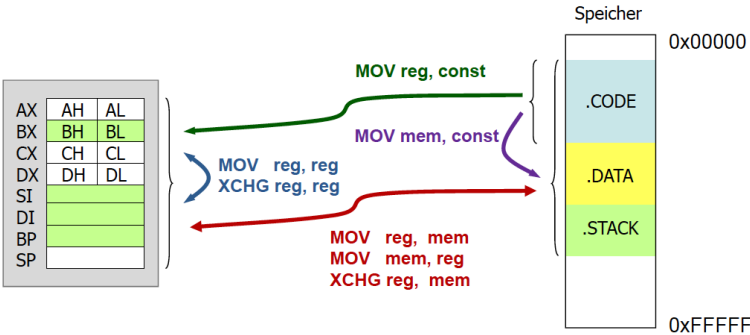 Speicher
0x00000
MOV reg, const
.CODE
AX AH AL
BX BH BL
CX CH CL
DX DH DL
SI
DI
BP
SP
MOV mem, const
MOV reg, reg
XCHG reg, reg
.DATA
.STACK
MOV reg, mem
MOV mem, reg
XCHG reg, mem
0xFFFFF